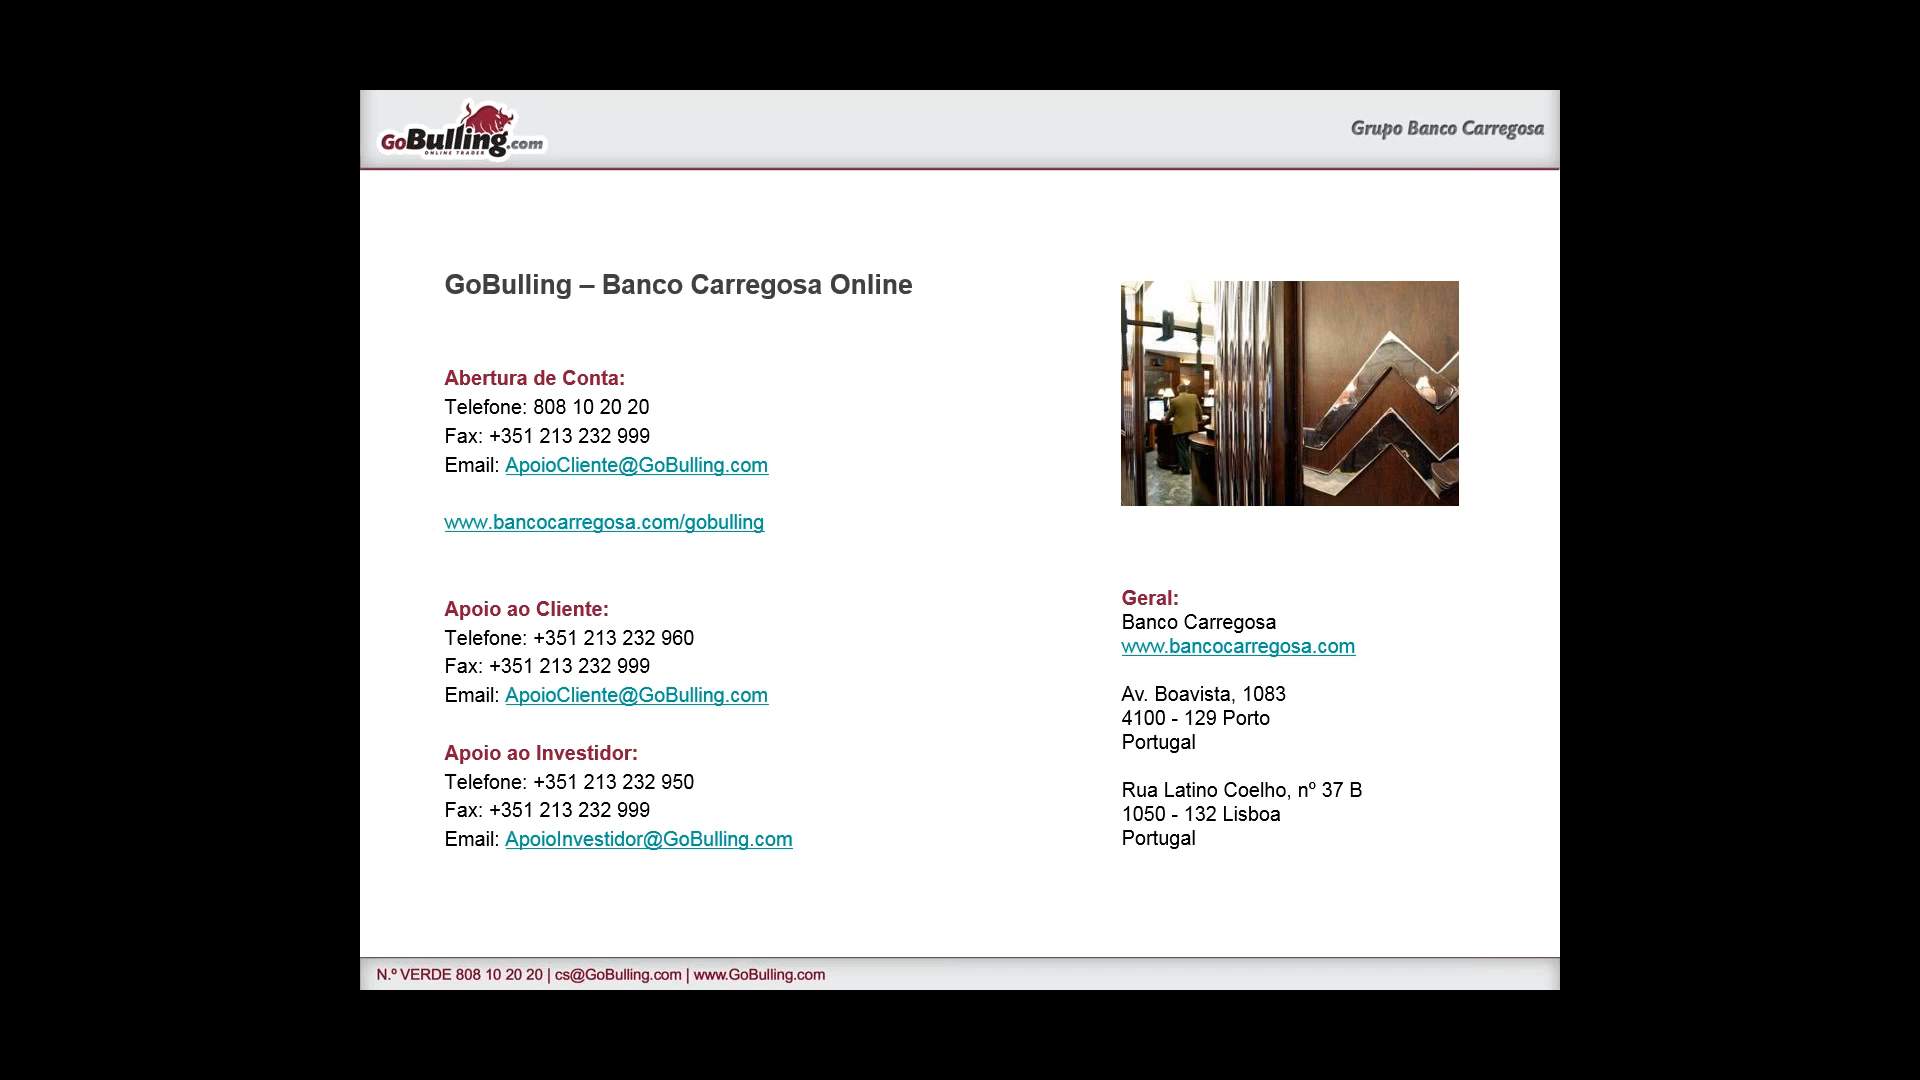 GoBulling.com
ONLINE TRADER
Grupo Banco Carregosa
GoBulling – Banco Carregosa Online
Abertura de Conta:
Telefone: 808 10 20 20
Fax: +351 213 232 999
Email: ApoioCliente@GoBulling.com
www.bancocarregosa.com/gobulling
Apoio ao Cliente:
Telefone: +351 213 232 960
Fax: +351 213 232 999
Email: ApoioCliente@GoBulling.com
Apoio ao Investidor:
Telefone: +351 213 232 950
Fax: +351 213 232 999
Email: ApoioInvestidor@GoBulling.com
Geral:
Banco Carregosa
www.bancocarregosa.com
Av. Boavista, 1083
4100 - 129 Porto
Portugal
Rua Latino Coelho, nº 37 B
1050 - 132 Lisboa
Portugal
N.º VERDE 808 10 20 20 | cs@GoBulling.com | www.GoBulling.com